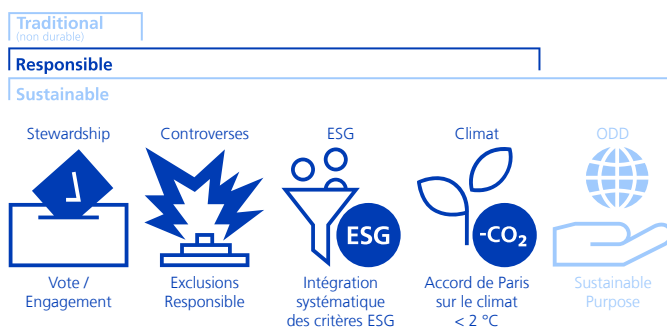 Traditional
(non durable)
Responsible
Sustainable
Stewardship
Controverses
ESG
Climat
ODD
ESG
-CO₂
Vote /
Engagement
Exclusions
Responsible
Intégration
systématique
des critères ESG
Accord de Paris
sur le climat
< 2 °C
Sustainable
Purpose